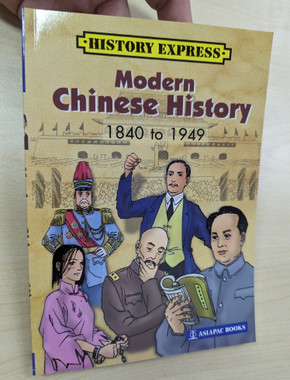 HISTORY EXPRESS
Modern
Chinese History
1840 to 1949
ASIAPAC BOOKS